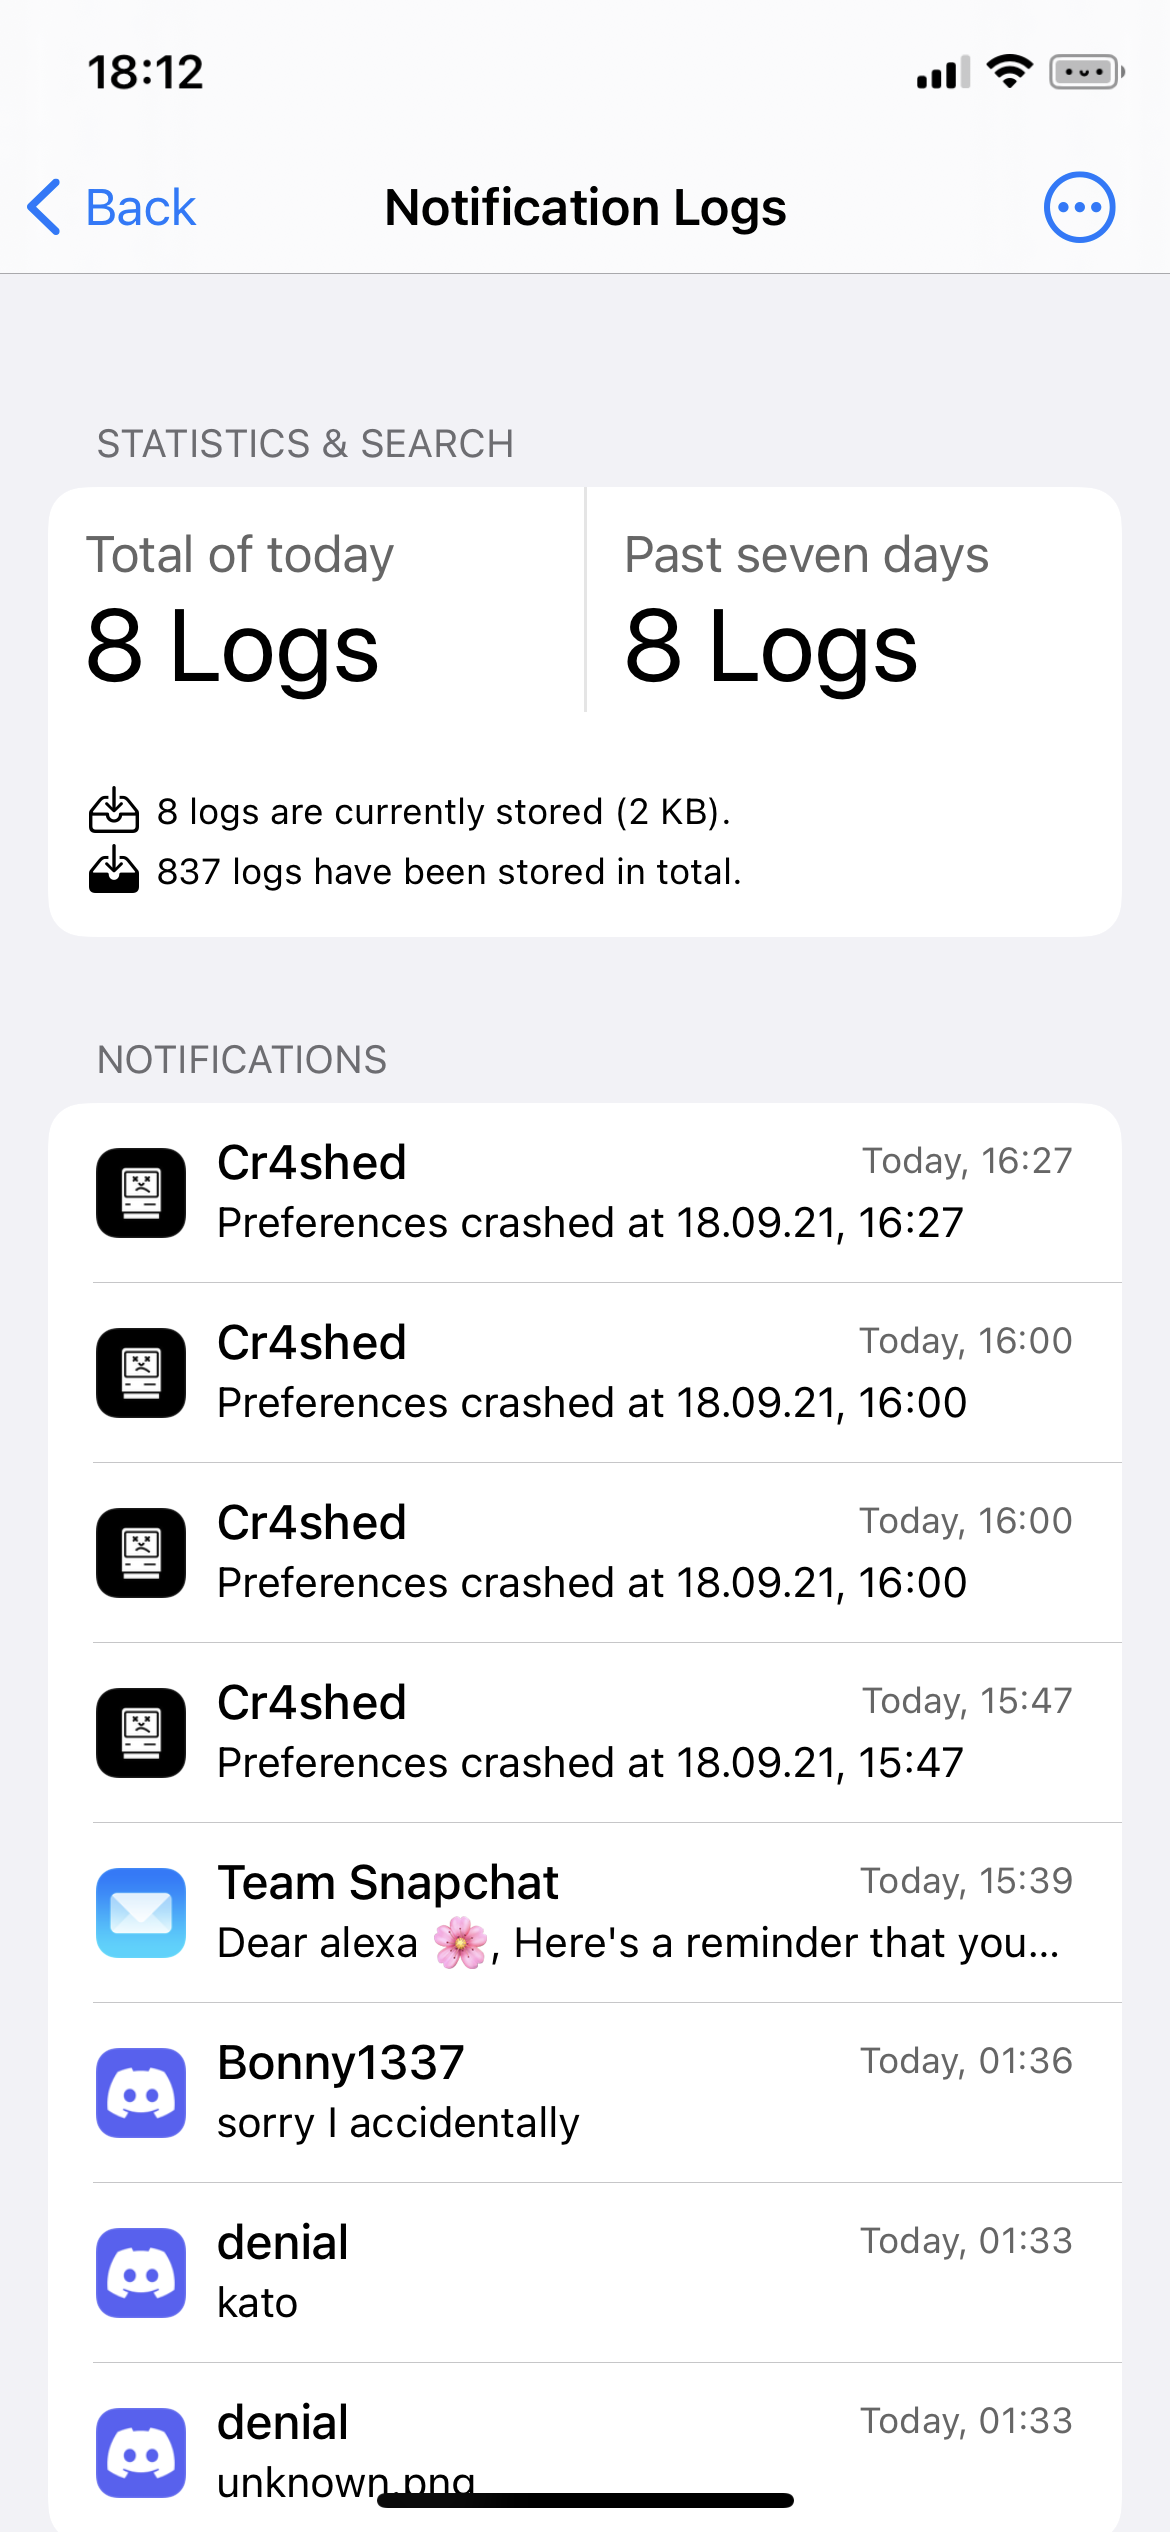 18:12
Back
Notification Logs
STATISTICS & SEARCH
Total of today
Past seven days
8 Logs
8 Logs
8 logs are currently stored (2 KB).
837 logs have been stored in total.
NOTIFICATIONS
Cr4shed
Today, 16:27
Preferences crashed at 18.09.21, 16:27
Cr4shed
Today, 16:00
Preferences crashed at 18.09.21, 16:00
Cr4shed
Today, 16:00
Preferences crashed at 18.09.21, 16:00
Cr4shed
Today, 15:47
Preferences crashed at 18.09.21, 15:47
Team Snapchat
Today, 15:39
Dear alexa 🌸, Here's a reminder that you...
Bonny1337
Today, 01:36
sorry I accidentally
denial
Today, 01:33
kato
denial
Today, 01:33
unknown.png